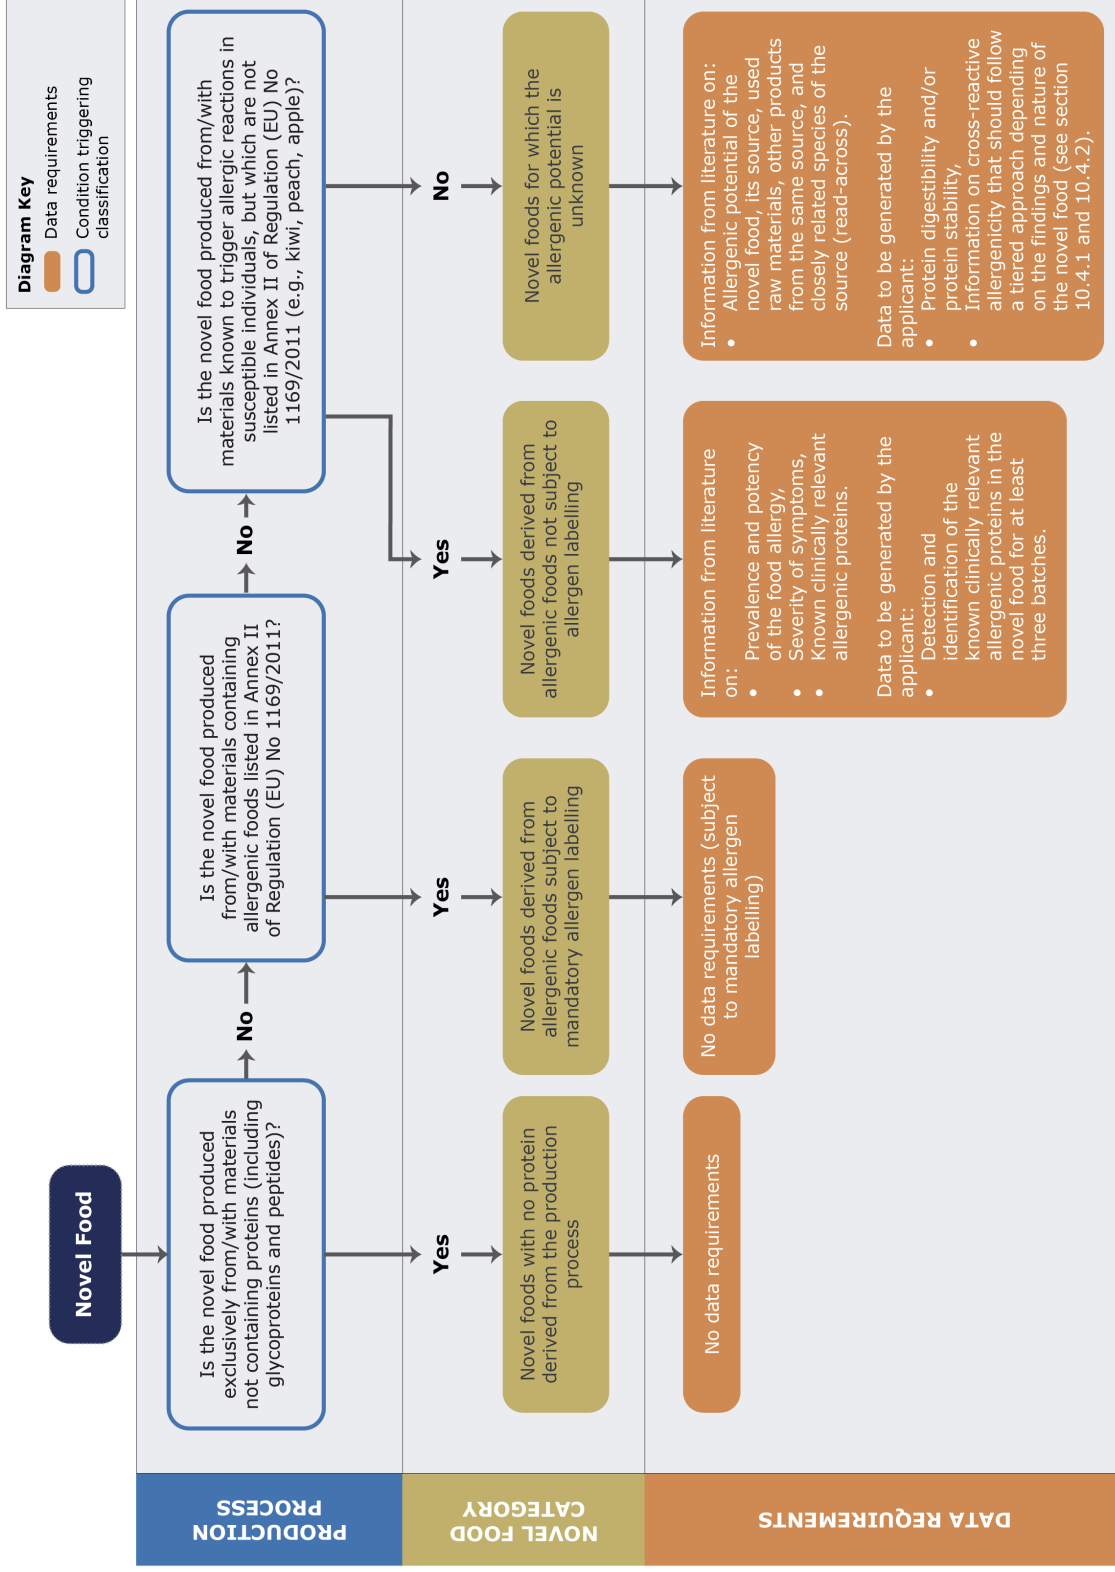 Diagram Key
Data requirements
Condition triggering
classification
Novel Food
PRODUCTION
PROCESS
Is the novel food produced
exclusively from/with materials
not containing proteins (including
glycoproteins and peptides)?
No
Is the novel food produced
from/with materials containing
allergenic foods listed in Annex II
of Regulation (EU) No 1169/2011?
No
Is the novel food produced from/with
materials known to trigger allergic reactions in
susceptible individuals, but which are not
listed in Annex II of Regulation (EU) No
1169/2011 (e.g., kiwi, peach, apple)?
Yes
Yes
Yes
No
NOVEL FOOD
CATEGORY
Novel foods with no protein
derived from the production
process
Novel foods derived from
allergenic foods subject to
mandatory allergen labelling
Novel foods derived from
allergenic foods not subject to
allergen labelling
Novel foods for which the
allergenic potential is
unknown
DATA REQUIREMENTS
No data requirements
No data requirements (subject
to mandatory allergen
labelling)
Information from literature
on:
• Prevalence and potency
of the food allergy,
• Severity of symptoms,
• Known clinically relevant
allergenic proteins.
Data to be generated by the
applicant:
• Detection and
identification of the
known clinically relevant
allergenic proteins in the
novel food for at least
three batches.
Information from literature on:
• Allergenic potential of the
novel food, its source, used
raw materials, other products
from the same source, and
closely related species of the
source (read-across).
Data to be generated by the
applicant:
• Protein digestibility and/or
protein stability,
• Information on cross-reactive
allergenicity that should follow
a tiered approach depending
on the findings and nature of
the novel food (see section
10.4.1 and 10.4.2).